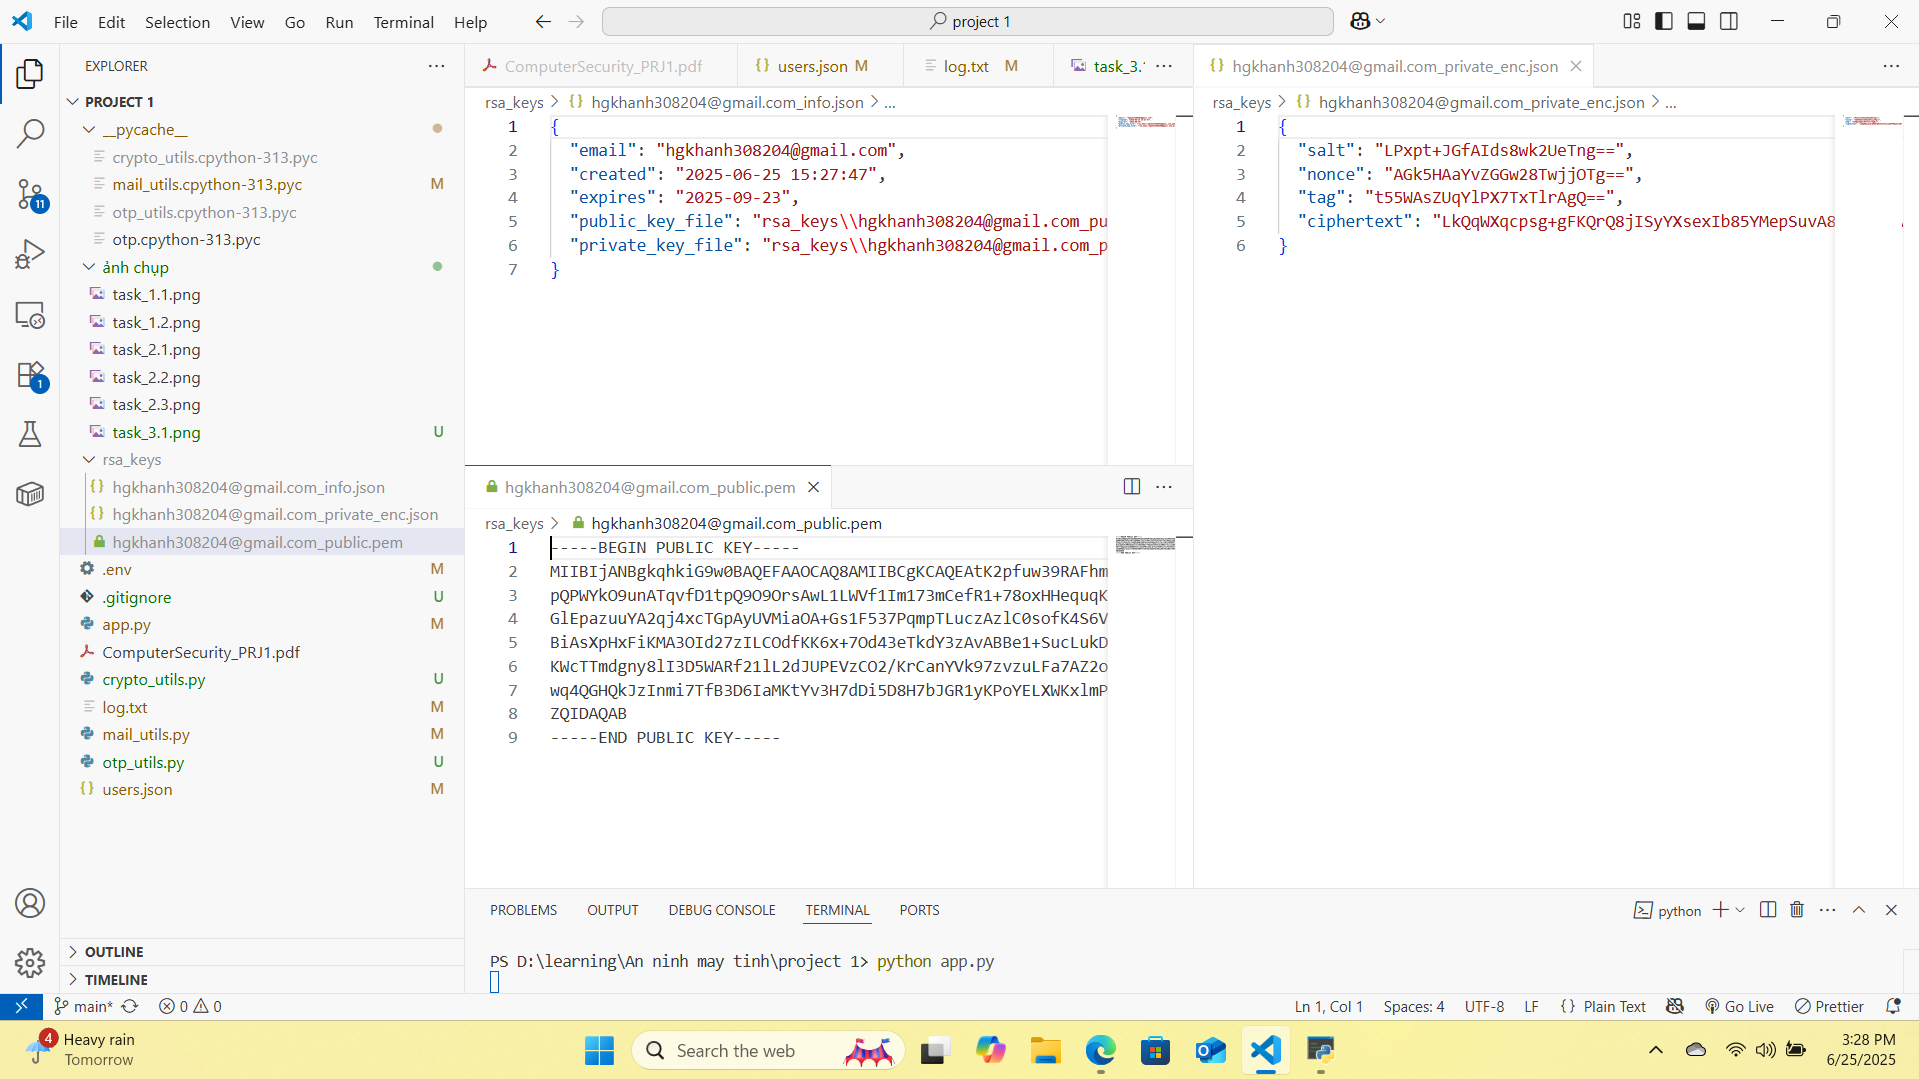 File Edit Selection View Go Run Terminal Help
project 1
EXPLORER
PROJECT 1
__pycache__
crypto_utils.cpython-313.pyc
mail_utils.cpython-313.pyc M
otp_utils.cpython-313.pyc
otp.cpython-313.pyc
ảnh chụp
task_1.1.png
task_1.2.png
task_2.1.png
task_2.2.png
task_2.3.png
task_3.1.png U
rsa_keys
hgkhanh308204@gmail.com_info.json
hgkhanh308204@gmail.com_private_enc.json
hgkhanh308204@gmail.com_public.pem
.env M
.gitignore U
app.py M
ComputerSecurity_PRJ1.pdf
crypto_utils.py U
log.txt M
mail_utils.py M
otp_utils.py U
users.json M
OUTLINE
TIMELINE
11
1
ComputerSecurity_PRJ1.pdf users.json M log.txt M task_3.
rsa_keys > hgkhanh308204@gmail.com_info.json > ...
1 {
2 "email": "hgkhanh308204@gmail.com",
3 "created": "2025-06-25 15:27:47",
4 "expires": "2025-09-23",
5 "public_key_file": "rsa_keys\\hgkhanh308204@gmail.com_pu
6 "private_key_file": "rsa_keys\\hgkhanh308204@gmail.com_p
7 }
hgkhanh308204@gmail.com_private_enc.json
rsa_keys > hgkhanh308204@gmail.com_private_enc.json > ...
1 {
2 "salt": "LPxpt+JGfAIds8wk2UeTng==",
3 "nonce": "AGk5HAaYvZGGw28TwjjOTg==",
4 "tag": "t55WAsZUqYlPX7TxTlrAgQ==",
5 "ciphertext": "LkQqWXqcpsg+gFKQrQ8jISyYXsexIb85YMepSuvA8
6 }
hgkhanh308204@gmail.com_public.pem
rsa_keys > hgkhanh308204@gmail.com_public.pem
1 -----BEGIN PUBLIC KEY-----
2 MIIBIjANBgkqhkiG9w0BAQEFAAOCAQ8AMIIBCgKCAQEAtK2pfuw39RAFhm
3 pQPWYkO9unATqvfD1tpQ9O9OrsAwL1LWVf1Im173mCefR1+78oxHHequqK
4 GlEpazuuYA2qj4xcTGpAyUVMiaOA+Gs1F537PqmpTLuczAzlC0sofK4S6V
5 BiAsXpHxFiKMA3OId27zILCOdfKK6x+7Od43eTkdY3zAvABBe1+SucLukD
6 KWcTTmdgny8lI3D5WARf21lL2dJUPEVzCO2/KrCanYVk97zvzuLFa7AZ2o
7 wq4QGHQkJzInmi7TfB3D6IaMKtYv3H7dDi5D8H7bJGR1yKPoYELXWKxlmP
8 ZQIDAQAB
9 -----END PUBLIC KEY-----
PROBLEMS OUTPUT DEBUG CONSOLE TERMINAL PORTS
python
PS D:\learning\An ninh may tinh\project 1> python app.py
main* 0 0
Ln 1, Col 1 Spaces: 4 UTF-8 LF {} Plain Text Go Live Prettier
4
Heavy rain
Tomorrow
Search the web
3:28 PM
6/25/2025